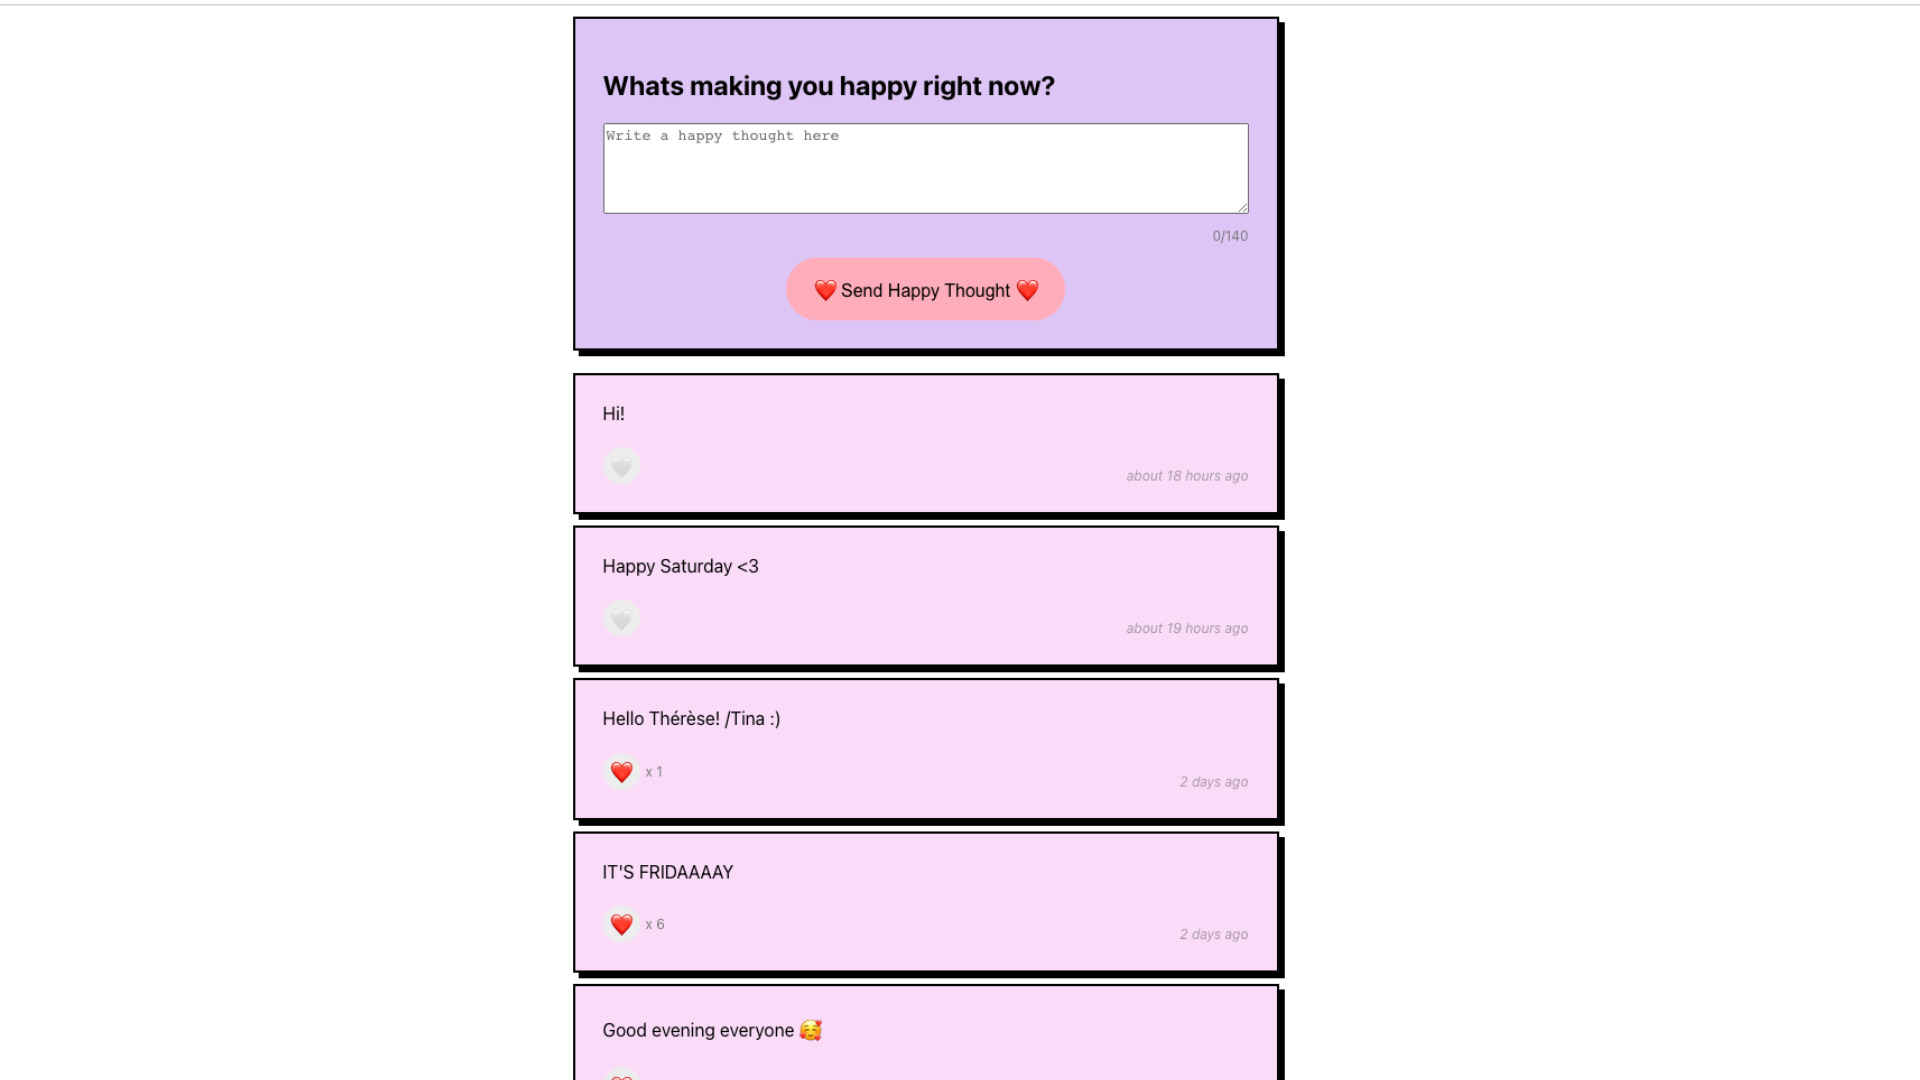 Whats making you happy right now?
Write a happy thought here
0/140
❤️ Send Happy Thought ❤️
Hi!
about 18 hours ago
Happy Saturday <3
about 19 hours ago
Hello Thérèse! /Tina :)
x 1
2 days ago
IT'S FRIDAAAAY
x 6
2 days ago
Good evening everyone 🥰